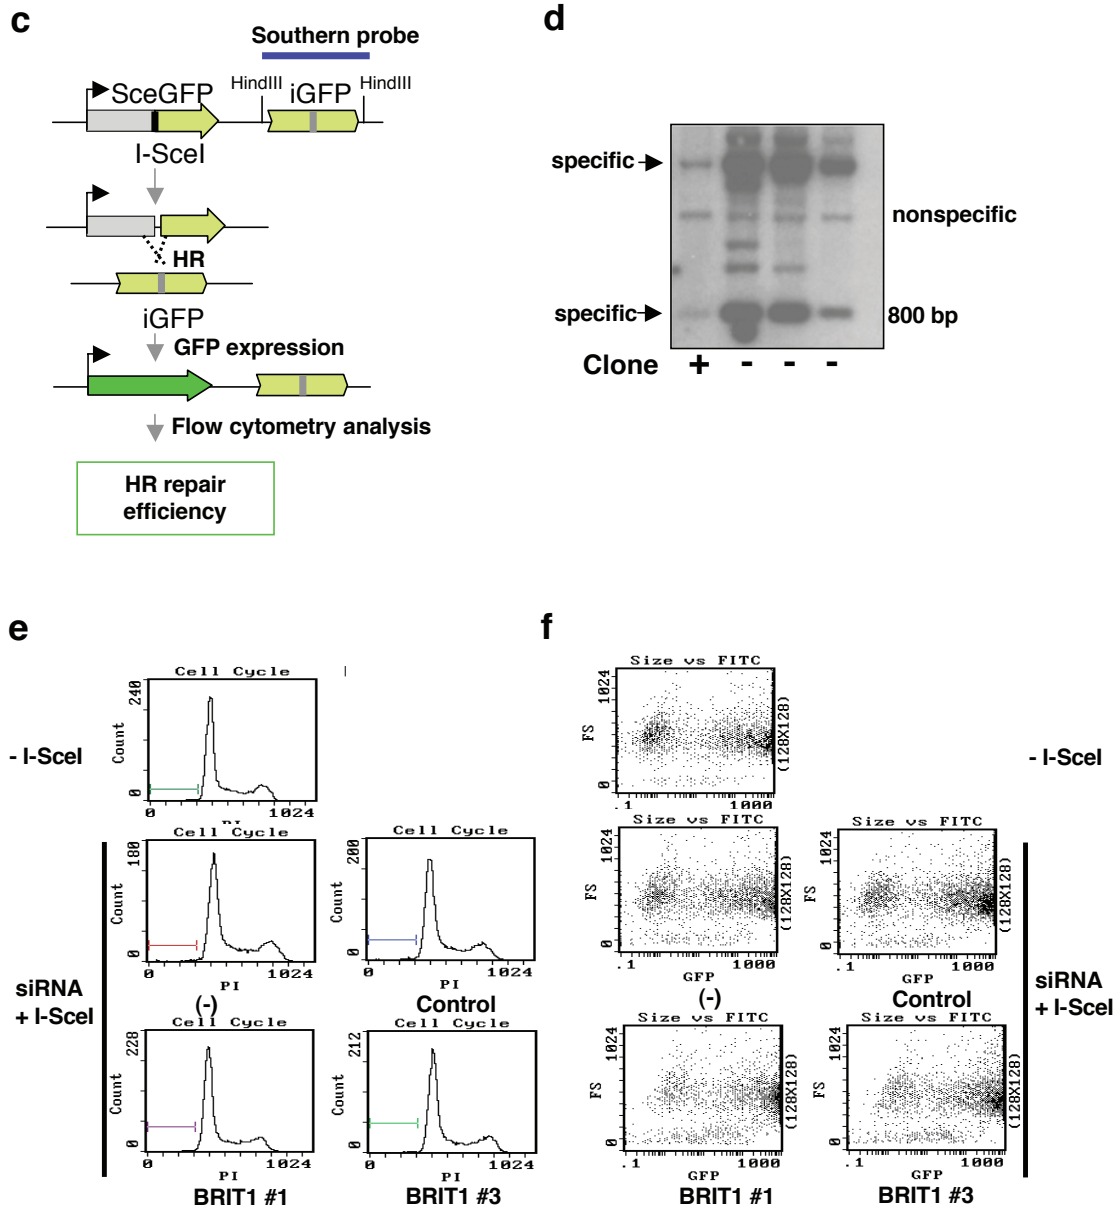 c
Southern probe
HindIII
HindIII
SceGFP
iGFP
I-SceI
HR
iGFP
GFP expression
Flow cytometry analysis
HR repair
efficiency
d
specific
nonspecific
specific
800 bp
Clone + - - -
e
- I-SceI
Cell Cycle
240
Count
0
0 1024
PI
siRNA
+ I-SceI
Cell Cycle
180
Count
0
0 1024
PI
(-)
Cell Cycle
200
Count
0
0 1024
PI
Control
Cell Cycle
228
Count
0
0 1024
PI
BRIT1 #1
Cell Cycle
212
Count
0
0 1024
PI
BRIT1 #3
f
Size vs FITC
1024
FS
0
.1 1000
(128X128)
- I-SceI
Size vs FITC
1024
FS
0
.1 1000
GFP
(128X128)
(-)
Size vs FITC
1024
FS
0
.1 1000
GFP
(128X128)
Control
siRNA
+ I-SceI
Size vs FITC
1024
FS
0
.1 1000
GFP
(128X128)
BRIT1 #1
Size vs FITC
1024
FS
0
.1 1000
GFP
(128X128)
BRIT1 #3